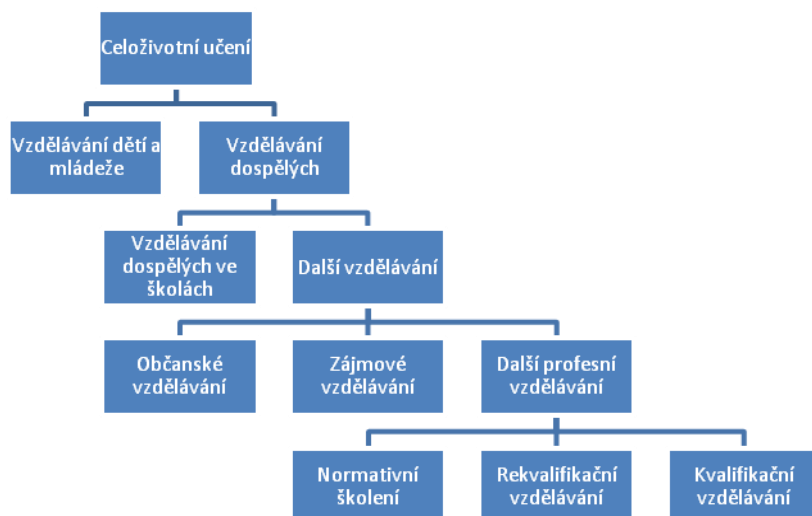 Celoživotní učení
Vzdělávání dětí a
mládeže
Vzdělávání
dospělých
Vzdělávání
dospělých ve
školách
Další vzdělávání
Občanské
vzdělávání
Zájmové
vzdělávání
Další profesní
vzdělávání
Normativní
školení
Rekvalifikační
vzdělávání
Kvalifikační
vzdělávání